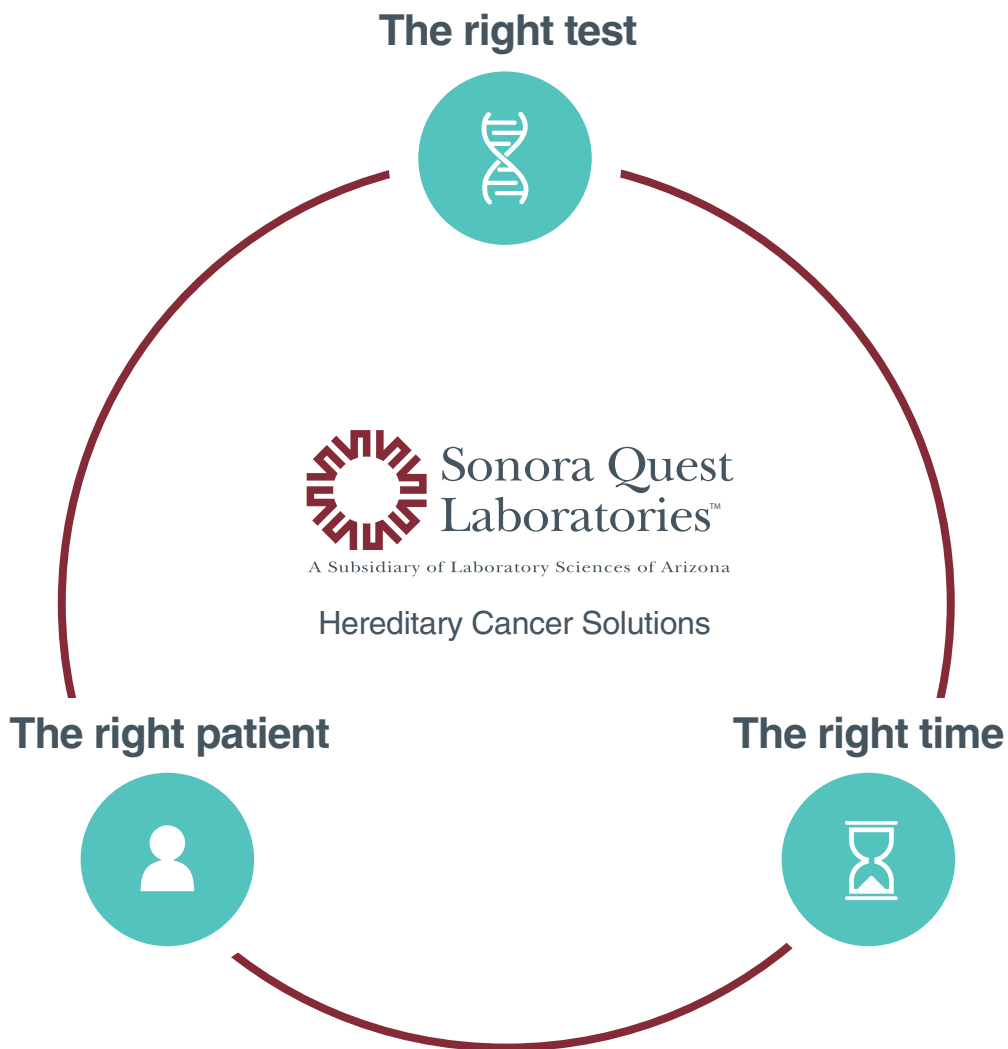 The right test
Sonora Quest
Laboratories™
A Subsidiary of Laboratory Sciences of Arizona
Hereditary Cancer Solutions
The right patient
The right time